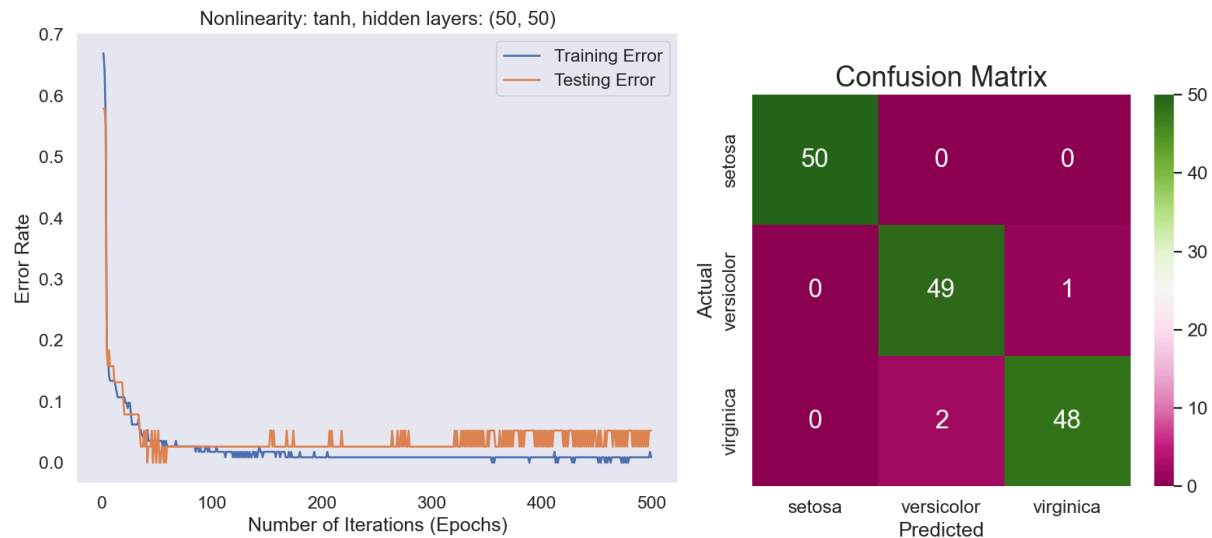 Nonlinearity: tanh, hidden layers: (50, 50)
Training Error
Testing Error
Error Rate
0.7
0.6
0.5
0.4
0.3
0.2
0.1
0.0
0 100 200 300 400 500
Number of Iterations (Epochs)
Confusion Matrix
Actual
setosa
50 0 0
versicolor
0 49 1
virginica
0 2 48
setosa versicolor virginica
Predicted
50
40
30
20
10
0